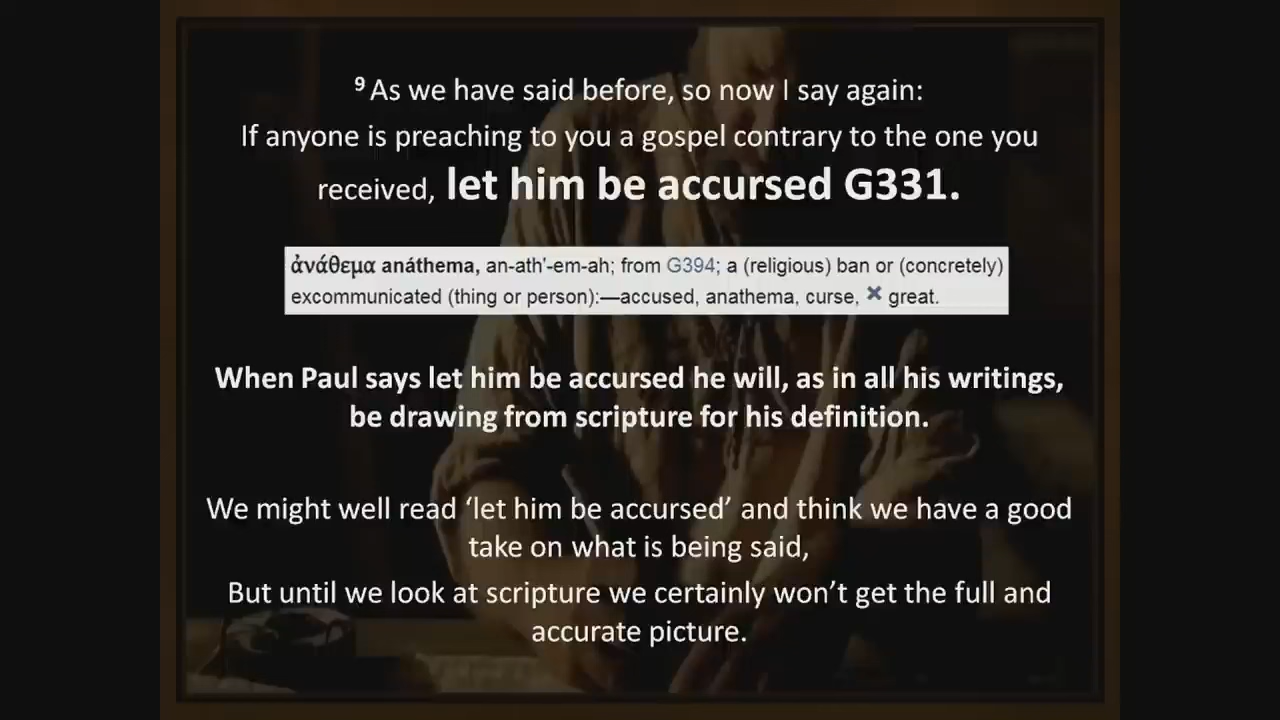 ⁹ As we have said before, so now I say again:
If anyone is preaching to you a gospel contrary to the one you
received, let him be accursed G331.
ἀνάθεμα anáthema, an-ath'-em-ah; from G394; a (religious) ban or (concretely)
excommunicated (thing or person):—accused, anathema, curse, × great.
When Paul says let him be accursed he will, as in all his writings,
be drawing from scripture for his definition.
We might well read ‘let him be accursed’ and think we have a good
take on what is being said,
But until we look at scripture we certainly won’t get the full and
accurate picture.